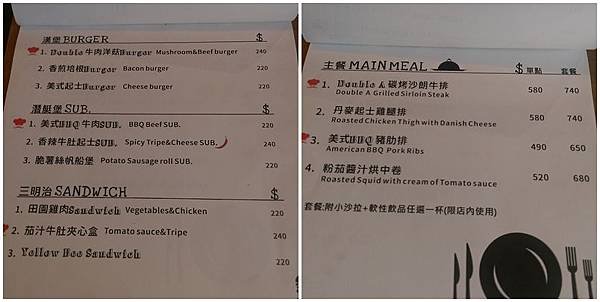 漢堡 BURGER $
1. Double 牛肉洋菇Burger Mushroom&Beef burger 240
2. 香煎培根Burger Bacon burger 220
3. 美式起士Burger Cheese burger 220
潛艇堡 SUB. $
1. 美式BBQ 牛肉SUB. BBQ Beef SUB. 220
2. 香辣牛肚起士SUB. Spicy Tripe&Cheese SUB. 240
3. 脆薯絲帆船堡 Potato Sausage roll SUB. 220
三明治 SANDWICH $
1. 田園雞肉Sandwich Vegetables&Chicken 220
2. 茄汁牛肚夾心盒 Tomato sauce&Tripe 220
3. Yellow Bee Sandwich 220
主餐 MAIN MEAL $ 單點 套餐
1. Double A 碳烤沙朗牛排 580 740
Double A Grilled Sirloin Steak
2. 丹麥起士雞腿排 580 740
Roasted Chicken Thigh with Danish Cheese
3. 美式BBQ 豬肋排 490 650
American BBQ Pork Ribs
4. 粉茄醬汁烘中卷 520 680
Roasted Squid with cream of Tomato sauce
套餐:附小沙拉+軟性飲品任選一杯(限店內使用)